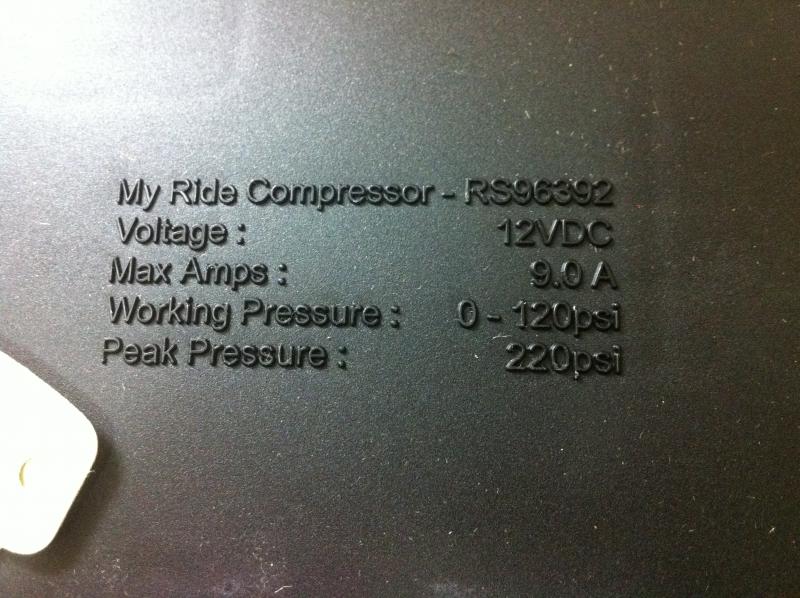 My Ride Compressor - RS96392
Voltage : 12VDC
Max Amps : 9.0 A
Working Pressure : 0 - 120psi
Peak Pressure : 220psi